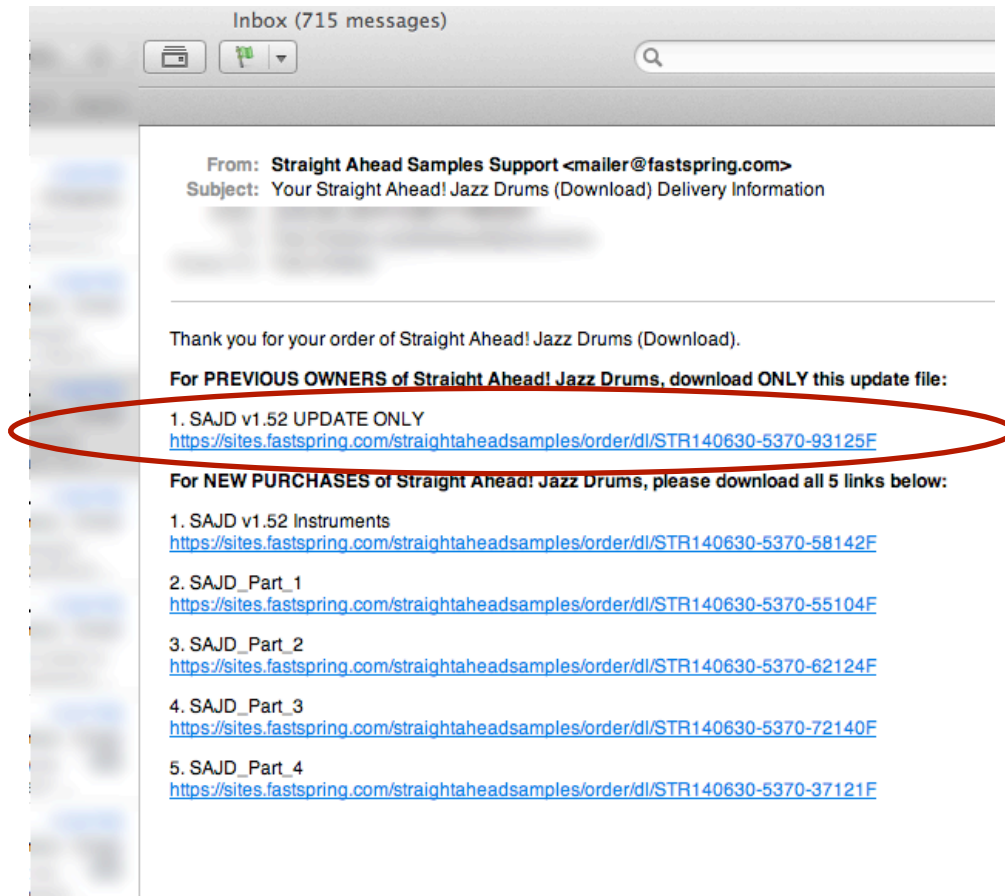 Inbox (715 messages)
From: Straight Ahead Samples Support <mailer@fastspring.com>
Subject: Your Straight Ahead! Jazz Drums (Download) Delivery Information
Thank you for your order of Straight Ahead! Jazz Drums (Download).
For PREVIOUS OWNERS of Straight Ahead! Jazz Drums, download ONLY this update file:
1. SAJD v1.52 UPDATE ONLY
https://sites.fastspring.com/straightaheadsamples/order/dl/STR140630-5370-93125F
For NEW PURCHASES of Straight Ahead! Jazz Drums, please download all 5 links below:
1. SAJD v1.52 Instruments
https://sites.fastspring.com/straightaheadsamples/order/dl/STR140630-5370-58142F
2. SAJD_Part_1
https://sites.fastspring.com/straightaheadsamples/order/dl/STR140630-5370-55104F
3. SAJD_Part_2
https://sites.fastspring.com/straightaheadsamples/order/dl/STR140630-5370-62124F
4. SAJD_Part_3
https://sites.fastspring.com/straightaheadsamples/order/dl/STR140630-5370-72140F
5. SAJD_Part_4
https://sites.fastspring.com/straightaheadsamples/order/dl/STR140630-5370-37121F